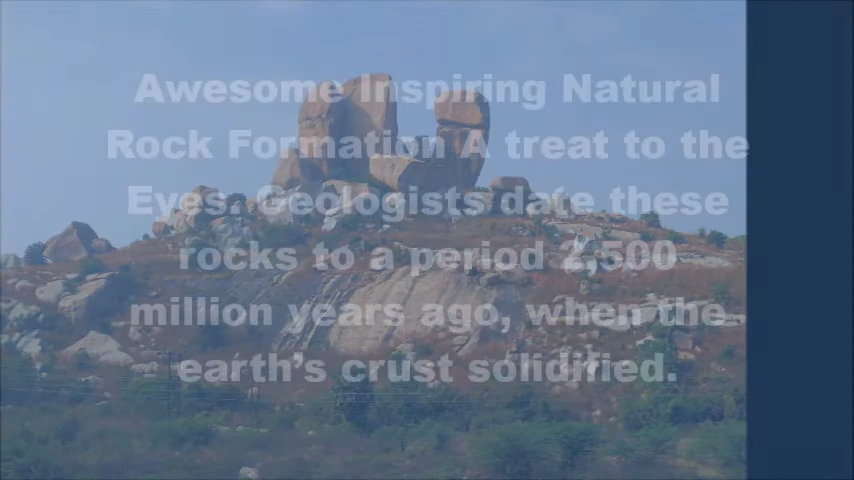 Awesome Inspiring Natural
Rock Formation A treat to the
Eyes. Geologists date these
rocks to a period 2,500
million years ago, when the
earth's crust solidified.